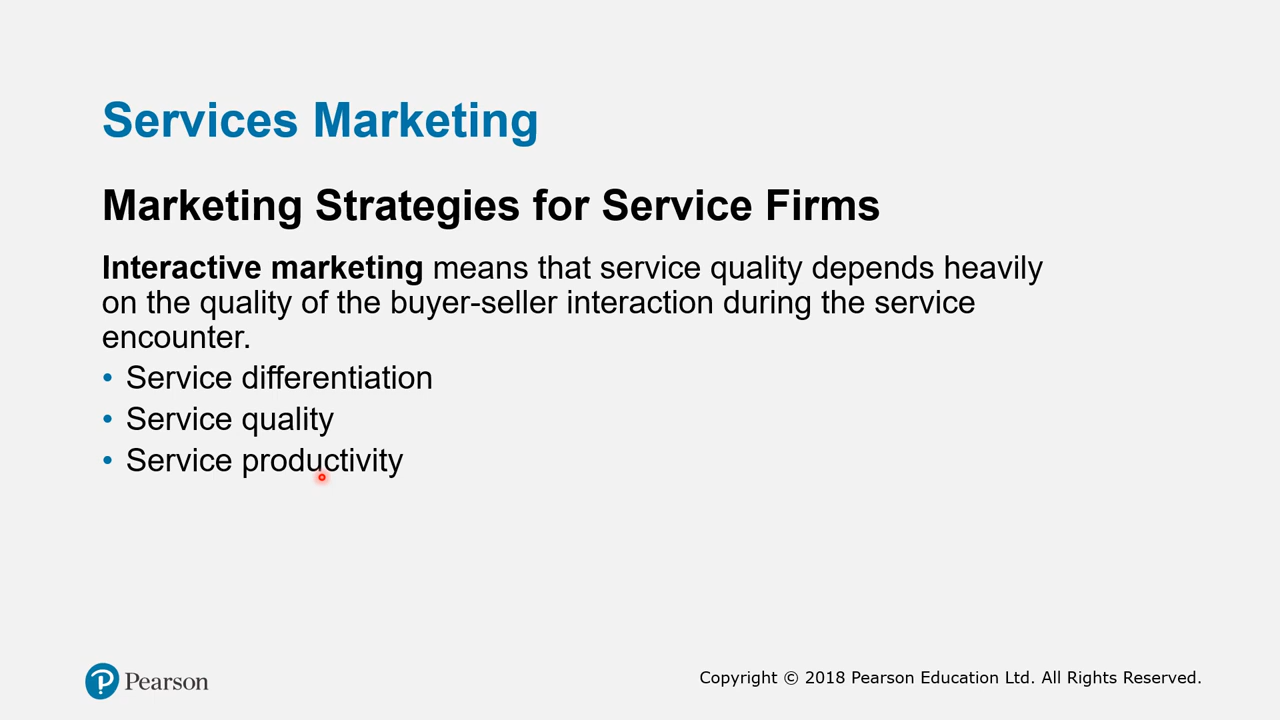 Services Marketing
Marketing Strategies for Service Firms
Interactive marketing means that service quality depends heavily
on the quality of the buyer-seller interaction during the service
encounter.
• Service differentiation
• Service quality
• Service productivity
Pearson
Copyright © 2018 Pearson Education Ltd. All Rights Reserved.